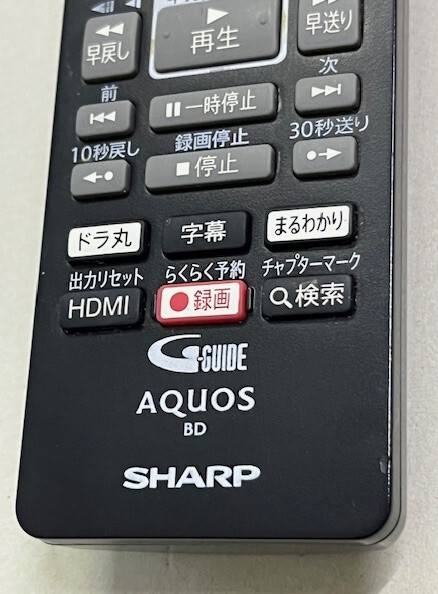 早戻し 再生 早送り
前 一時停止 次
録画停止
10秒戻し 停止 30秒送り
ドラ丸 字幕 まるわかり
出力リセット らくらく予約 チャプターマーク
HDMI 録画 検索
G-GUIDE
AQUOS
BD
SHARP